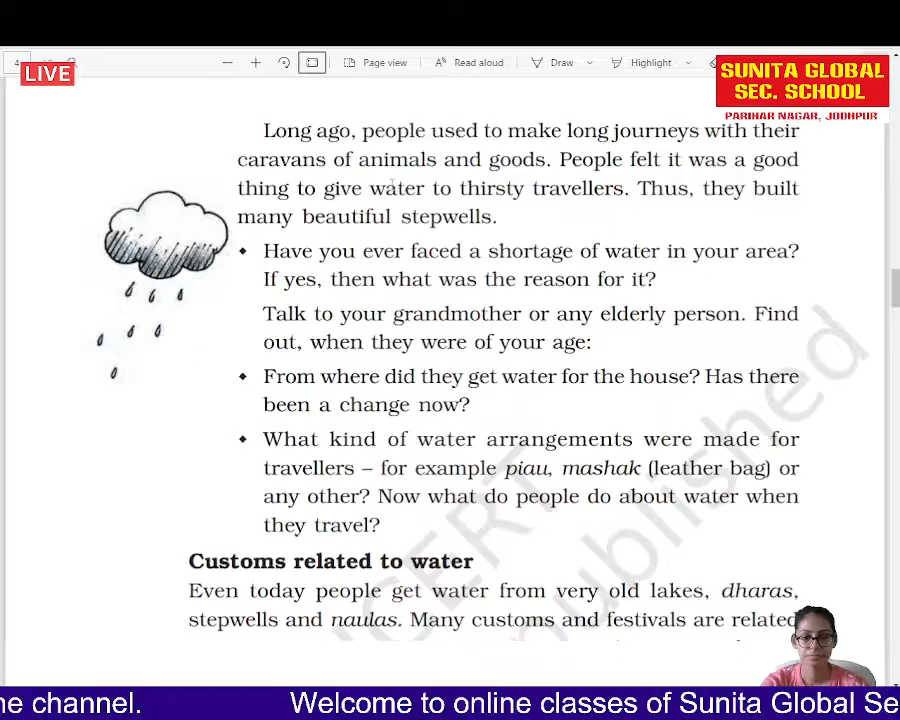 4
Page view
Read aloud
Draw
Highlight
LIVE
SUNITA GLOBAL
SEC. SCHOOL
PARIHAR NAGAR, JODHPUR
Long ago, people used to make long journeys with their
caravans of animals and goods. People felt it was a good
thing to give water to thirsty travellers. Thus, they built
many beautiful stepwells.
Have you ever faced a shortage of water in your area?
If yes, then what was the reason for it?
Talk to your grandmother or any elderly person. Find
out, when they were of your age:
From where did they get water for the house? Has there
been a change now?
What kind of water arrangements were made for
travellers – for example piau, mashak (leather bag) or
any other? Now what do people do about water when
they travel?
Customs related to water
Even today people get water from very old lakes, dharas,
stepwells and naulas. Many customs and festivals are related
published
he channel.
Welcome to online classes of Sunita Global Se